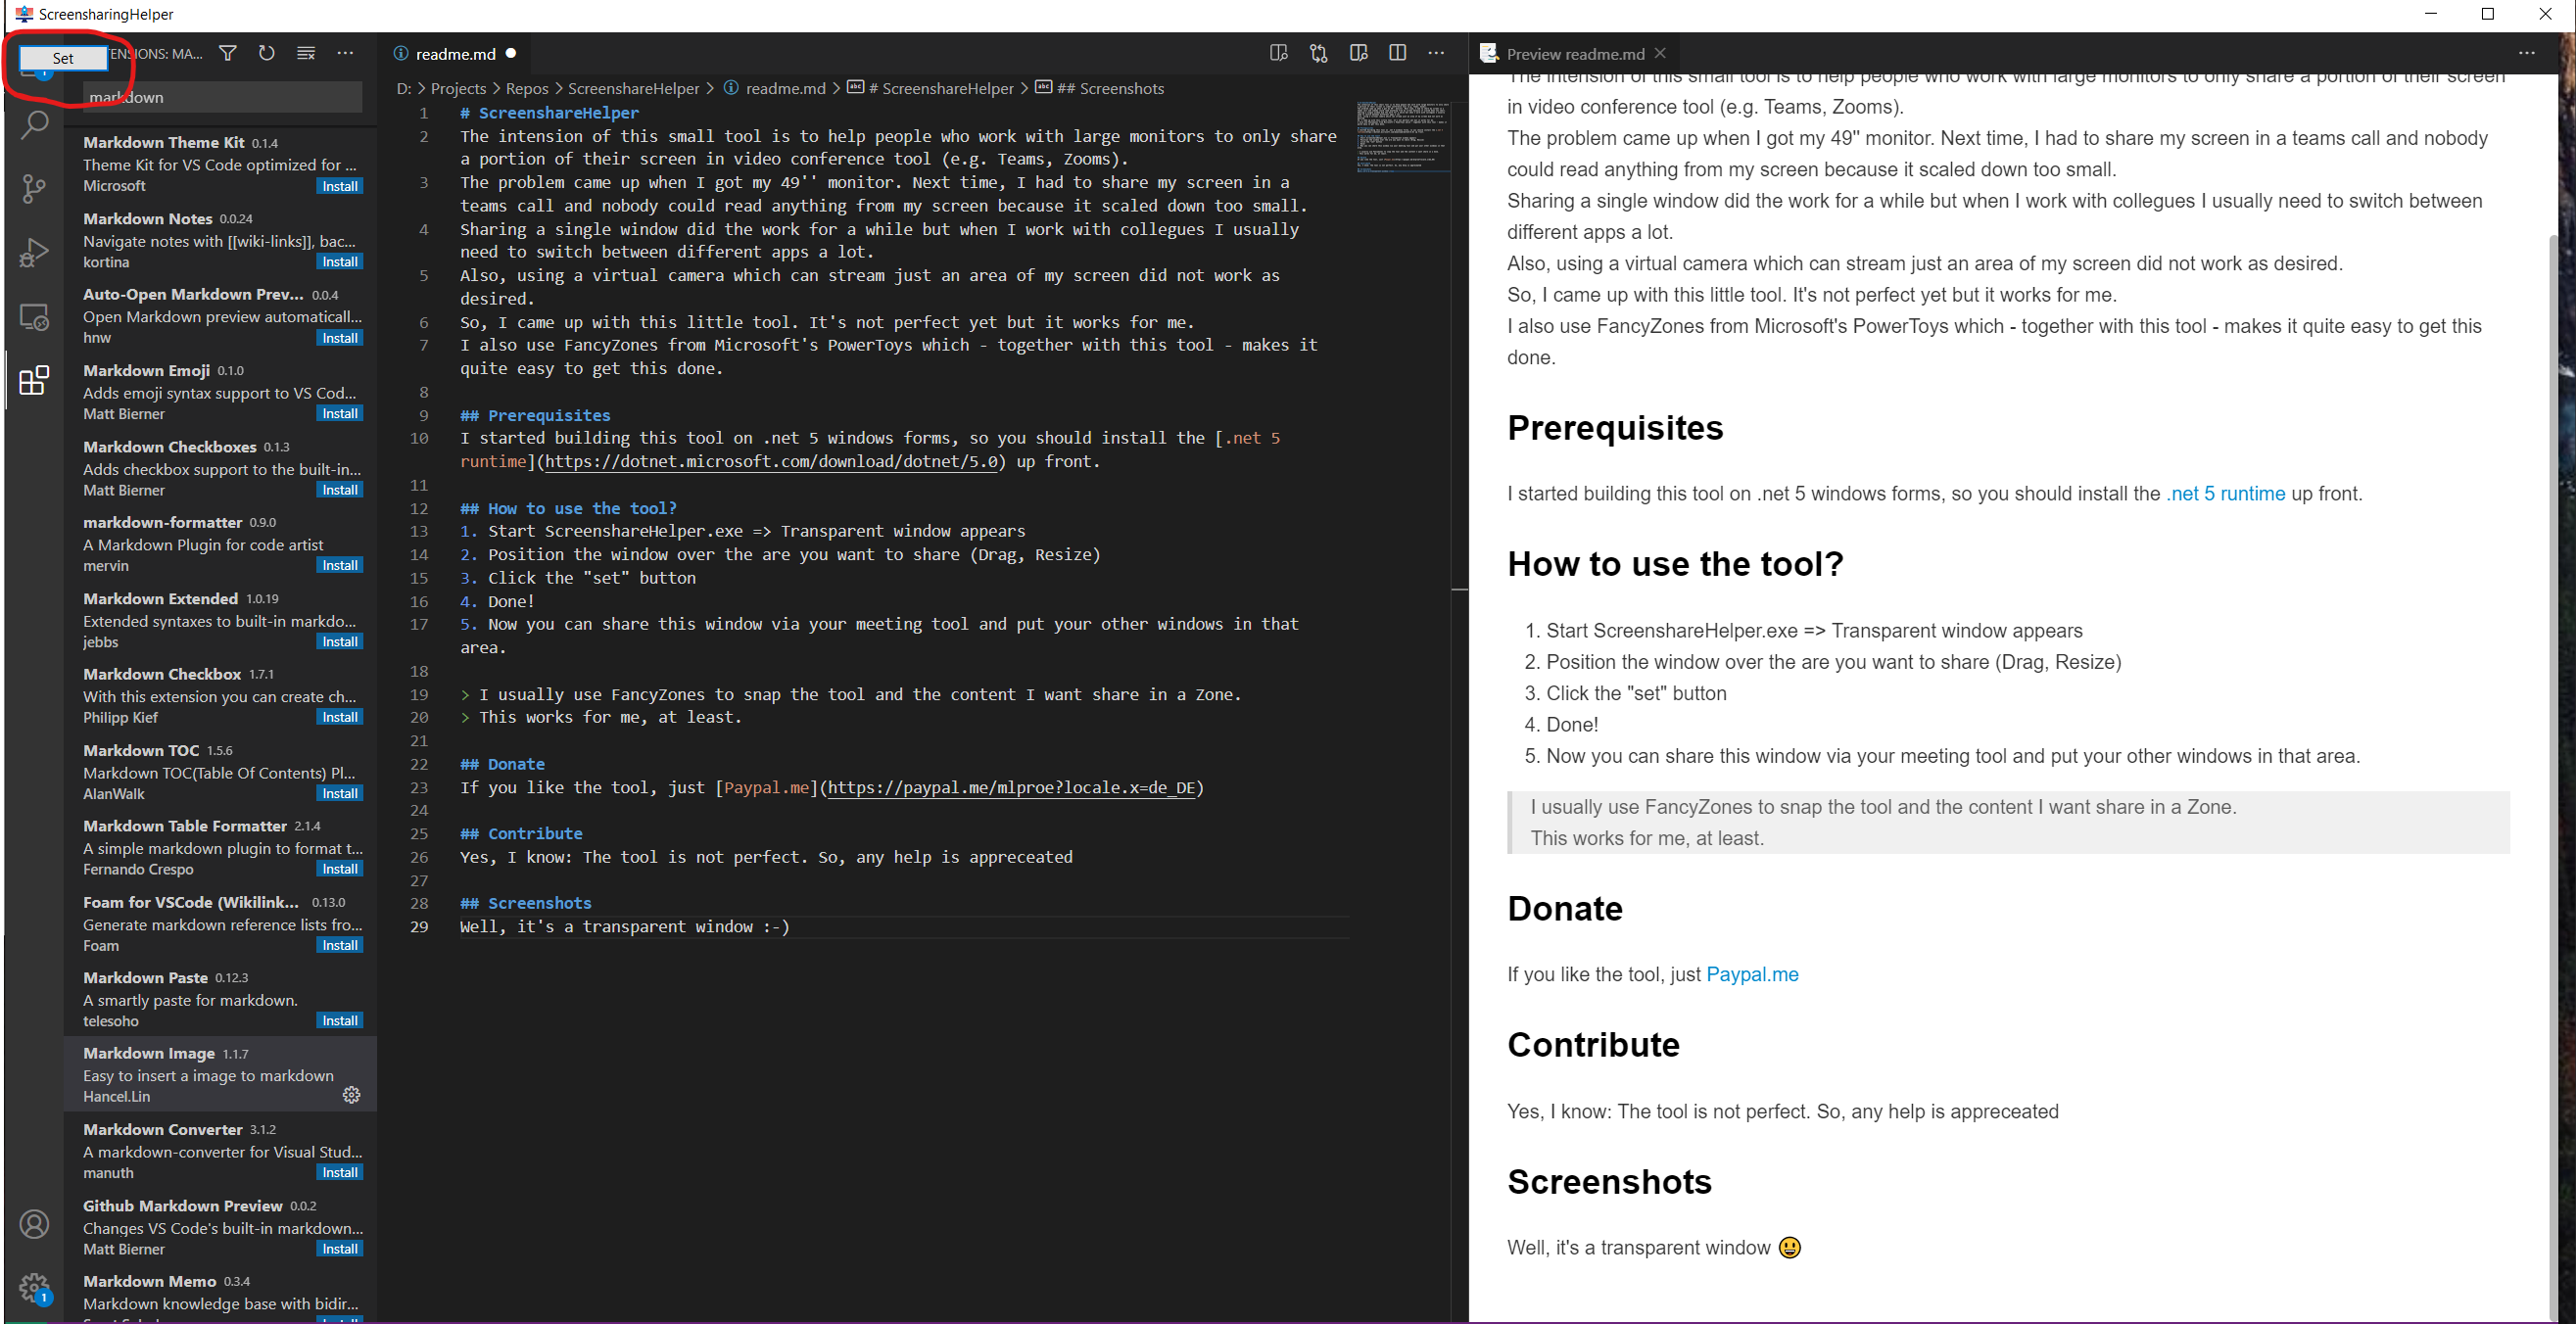 ScreensharingHelper
Set
ENSIONS: MA...
markdown
Markdown Theme Kit 0.1.4
Theme Kit for VS Code optimized for ...
Microsoft Install
Markdown Notes 0.0.24
Navigate notes with [[wiki-links]], bac...
kortina Install
Auto-Open Markdown Prev... 0.0.4
Open Markdown preview automaticall...
hnw Install
Markdown Emoji 0.1.0
Adds emoji syntax support to VS Cod...
Matt Bierner Install
Markdown Checkboxes 0.1.3
Adds checkbox support to the built-in...
Matt Bierner Install
markdown-formatter 0.9.0
A Markdown Plugin for code artist
mervin Install
Markdown Extended 1.0.19
Extended syntaxes to built-in markdo...
jebbs Install
Markdown Checkbox 1.7.1
With this extension you can create ch...
Philipp Kief Install
Markdown TOC 1.5.6
Markdown TOC(Table Of Contents) Pl...
AlanWalk Install
Markdown Table Formatter 2.1.4
A simple markdown plugin to format t...
Fernando Crespo Install
Foam for VSCode (Wikilink... 0.13.0
Generate markdown reference lists fro...
Foam Install
Markdown Paste 0.12.3
A smartly paste for markdown.
telesoho Install
Markdown Image 1.1.7
Easy to insert a image to markdown
Hancel.Lin
Markdown Converter 3.1.2
A markdown-converter for Visual Stud...
manuth Install
Github Markdown Preview 0.0.2
Changes VS Code's built-in markdown...
Matt Bierner Install
Markdown Memo 0.3.4
Markdown knowledge base with bidir...
1
1
readme.md
D: > Projects > Repos > ScreenshareHelper > readme.md > # ScreenshareHelper > ## Screenshots
1 # ScreenshareHelper
2 The intension of this small tool is to help people who work with large monitors to only share
a portion of their screen in video conference tool (e.g. Teams, Zooms).
3 The problem came up when I got my 49'' monitor. Next time, I had to share my screen in a
teams call and nobody could read anything from my screen because it scaled down too small.
4 Sharing a single window did the work for a while but when I work with collegues I usually
need to switch between different apps a lot.
5 Also, using a virtual camera which can stream just an area of my screen did not work as
desired.
6 So, I came up with this little tool. It's not perfect yet but it works for me.
7 I also use FancyZones from Microsoft's PowerToys which - together with this tool - makes it
quite easy to get this done.
8
9 ## Prerequisites
10 I started building this tool on .net 5 windows forms, so you should install the [.net 5
runtime](https://dotnet.microsoft.com/download/dotnet/5.0) up front.
11
12 ## How to use the tool?
13 1. Start ScreenshareHelper.exe => Transparent window appears
14 2. Position the window over the are you want to share (Drag, Resize)
15 3. Click the "set" button
16 4. Done!
17 5. Now you can share this window via your meeting tool and put your other windows in that
area.
18
19 > I usually use FancyZones to snap the tool and the content I want share in a Zone.
20 > This works for me, at least.
21
22 ## Donate
23 If you like the tool, just [Paypal.me](https://paypal.me/mlproe?locale.x=de_DE)
24
25 ## Contribute
26 Yes, I know: The tool is not perfect. So, any help is appreceated
27
28 ## Screenshots
29 Well, it's a transparent window :-)
Preview readme.md
The intension of this small tool is to help people who work with large monitors to only share a portion of their screen
in video conference tool (e.g. Teams, Zooms).
The problem came up when I got my 49'' monitor. Next time, I had to share my screen in a teams call and nobody
could read anything from my screen because it scaled down too small.
Sharing a single window did the work for a while but when I work with collegues I usually need to switch between
different apps a lot.
Also, using a virtual camera which can stream just an area of my screen did not work as desired.
So, I came up with this little tool. It's not perfect yet but it works for me.
I also use FancyZones from Microsoft's PowerToys which - together with this tool - makes it quite easy to get this
done.
Prerequisites
I started building this tool on .net 5 windows forms, so you should install the .net 5 runtime up front.
How to use the tool?
1. Start ScreenshareHelper.exe => Transparent window appears
2. Position the window over the are you want to share (Drag, Resize)
3. Click the "set" button
4. Done!
5. Now you can share this window via your meeting tool and put your other windows in that area.
I usually use FancyZones to snap the tool and the content I want share in a Zone.
This works for me, at least.
Donate
If you like the tool, just Paypal.me
Contribute
Yes, I know: The tool is not perfect. So, any help is appreceated
Screenshots
Well, it's a transparent window 😃